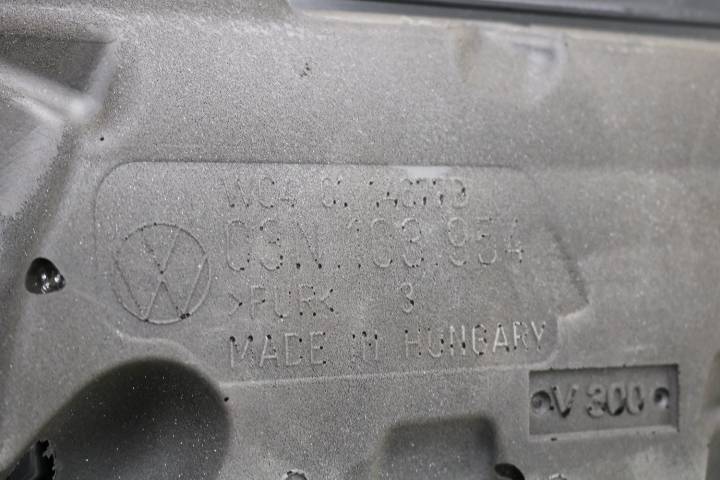 03N.103.954
>PUR< 3
MADE IN HUNGARY
V 300